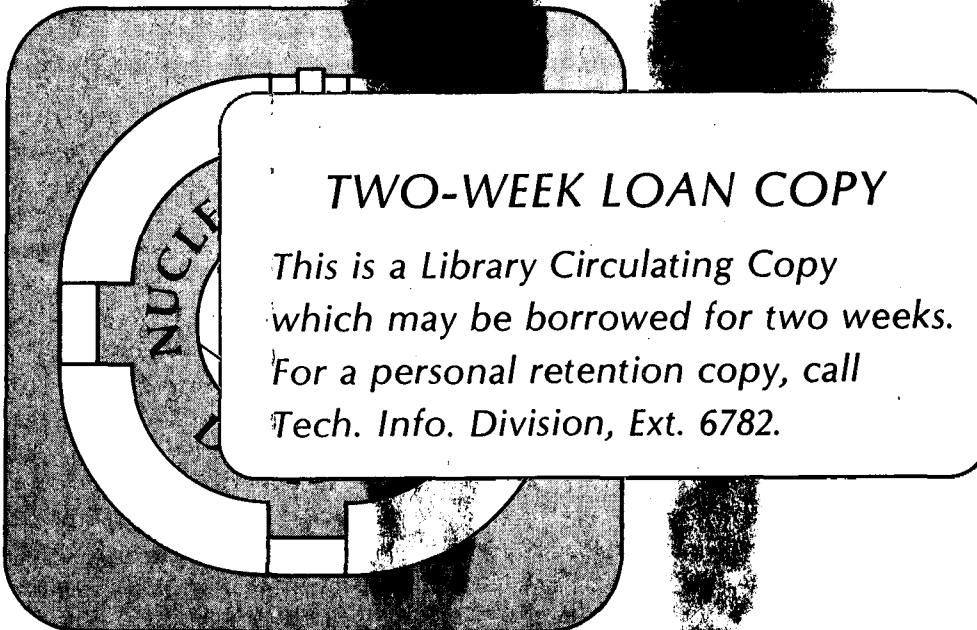 TWO-WEEK LOAN COPY
This is a Library Circulating Copy
which may be borrowed for two weeks.
For a personal retention copy, call
Tech. Info. Division, Ext. 6782.